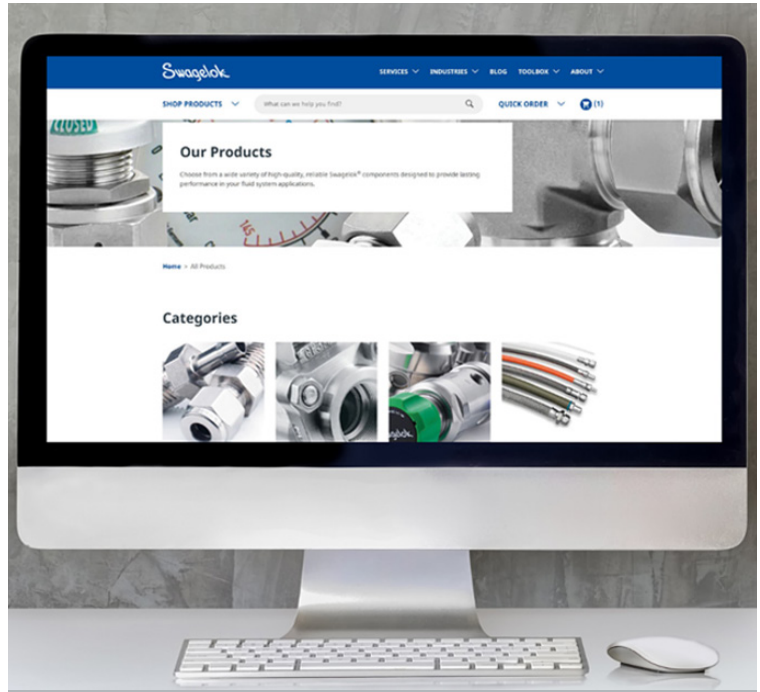 Swagelok
SERVICES INDUSTRIES BLOG TOOLBOX ABOUT
SHOP PRODUCTS What can we help you find? QUICK ORDER (1)
CLOSED
Our Products
Choose from a wide variety of high-quality, reliable Swagelok® components designed to provide lasting
performance in your fluid system applications.
145
Home > All Products
Categories